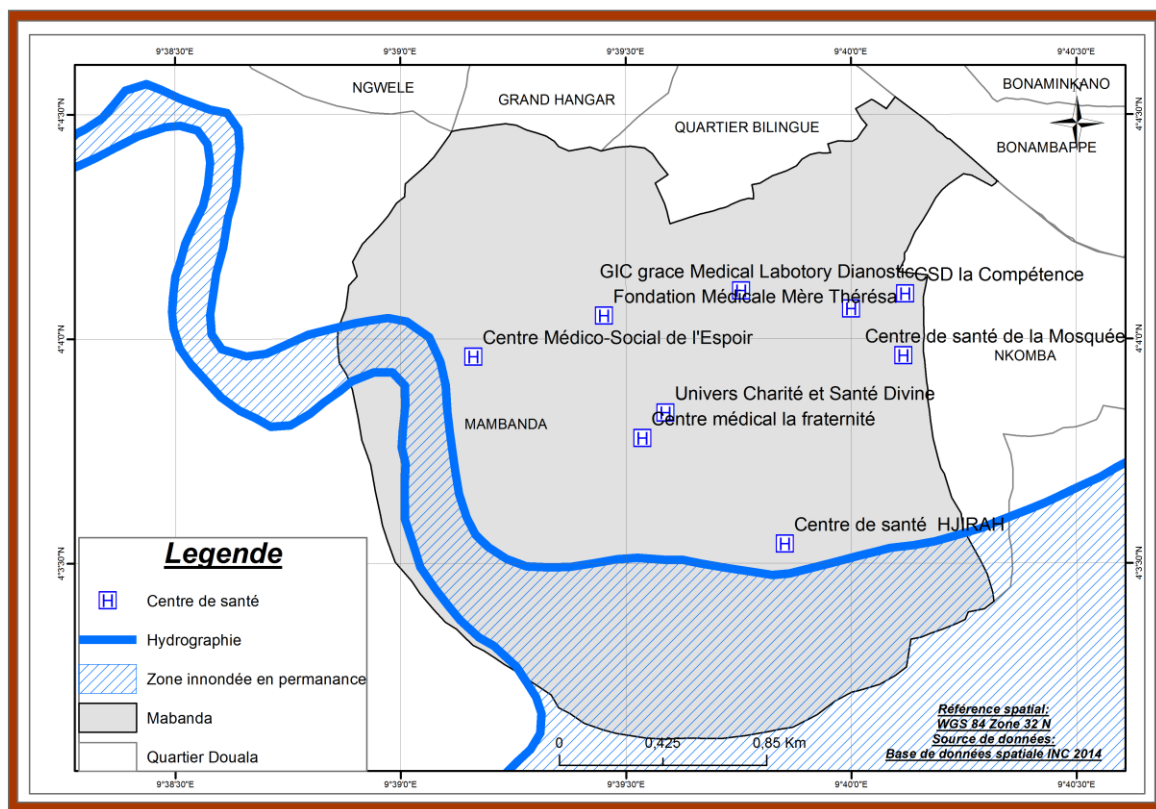 9°38'30"E
9°39'0"E
9°39'30"E
9°40'0"E
9°40'30"E
4°4'30"N
4°4'30"N
NGWELE
GRAND HANGAR
QUARTIER BILINGUE
BONAMINKANO
BONAMBAPPE
GIC grace Medical Labotory Dianostic
CSD la Compétence
Fondation Médicale Mère Thérésa
Centre Médico-Social de l'Espoir
Centre de santé de la Mosquée
4°4'0"N
4°4'0"N
NKOMBA
Univers Charité et Santé Divine
Centre médical la fraternité
MAMBANDA
Centre de santé HJIRAH
4°3'30"N
4°3'30"N
Legende
H Centre de santé
Hydrographie
Zone innondée en permanance
Mabanda
Quartier Douala
0 0,425 0,85 Km
Référence spatial:
WGS 84 Zone 32 N
Source de données:
Base de données spatiale INC 2014
9°38'30"E
9°39'0"E
9°39'30"E
9°40'0"E
9°40'30"E